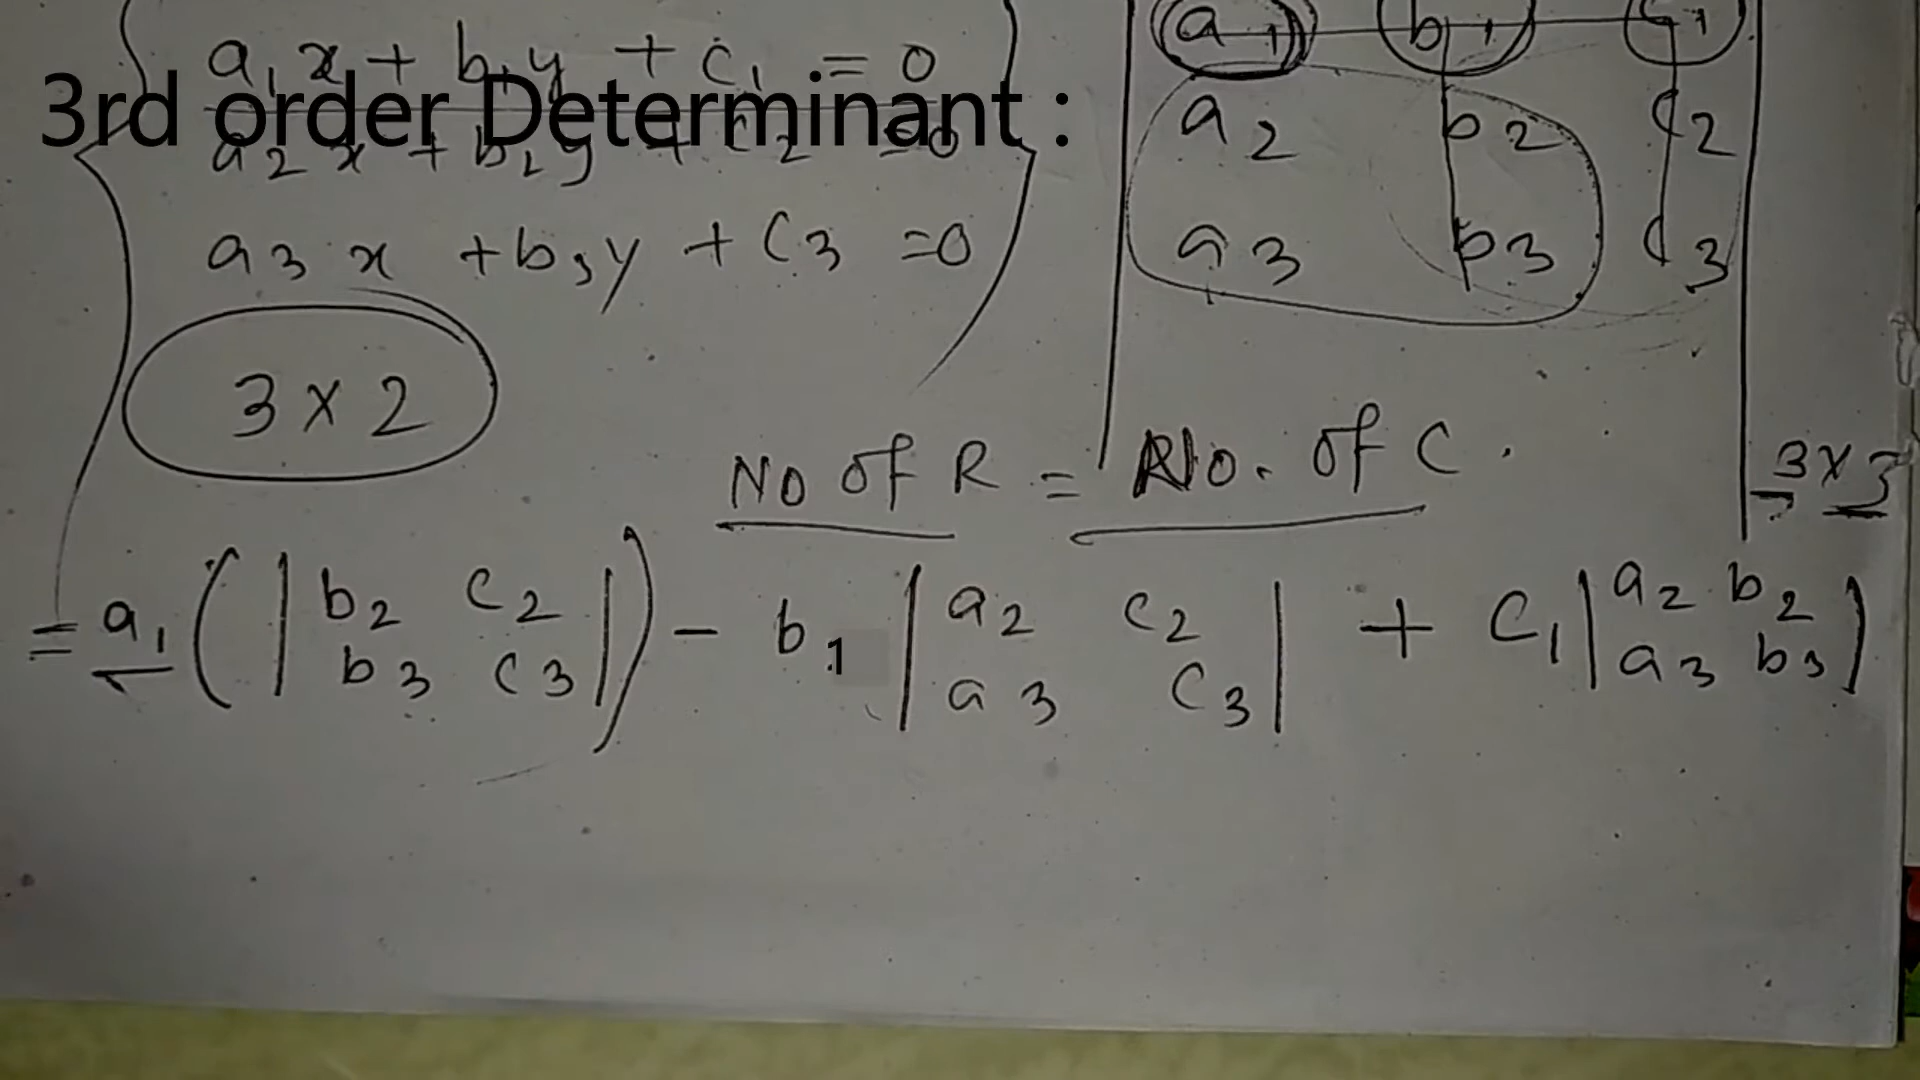 a₁x + b₁y + c₁ = 0
3rd order Determinant :
a₂x + b₂y + c₂ = 0
a₃x + b₃y + c₃ = 0
3 × 2
a₁ b₁ c₁
a₂ b₂ c₂
a₃ b₃ c₃
No of R = No. of C .
3×3
= a₁ ( | b₂ c₂ | ) - b₁ | a₂ c₂ | + c₁ | a₂ b₂ |
b₃ c₃ a₃ c₃ a₃ b₃